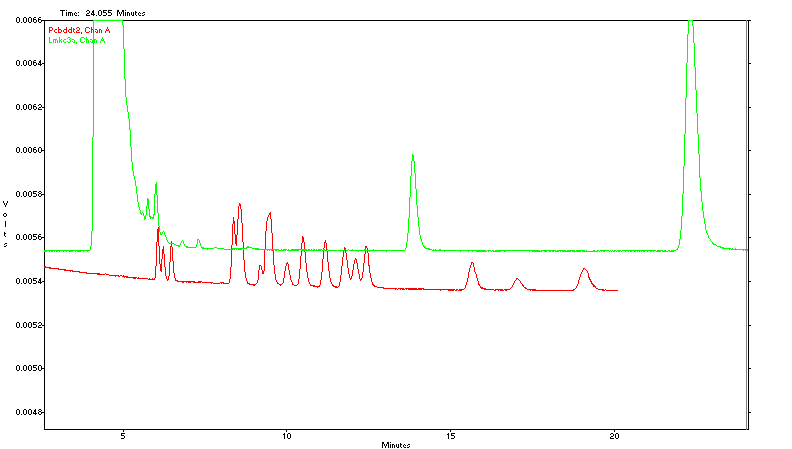 Time: 24.055 Minutes
Pcbddt2, Chan A
Lmkc3a, Chan A
0.0066
0.0064
0.0062
0.0060
0.0058
0.0056
0.0054
0.0052
0.0050
0.0048
Volts
5 10 15 20
Minutes